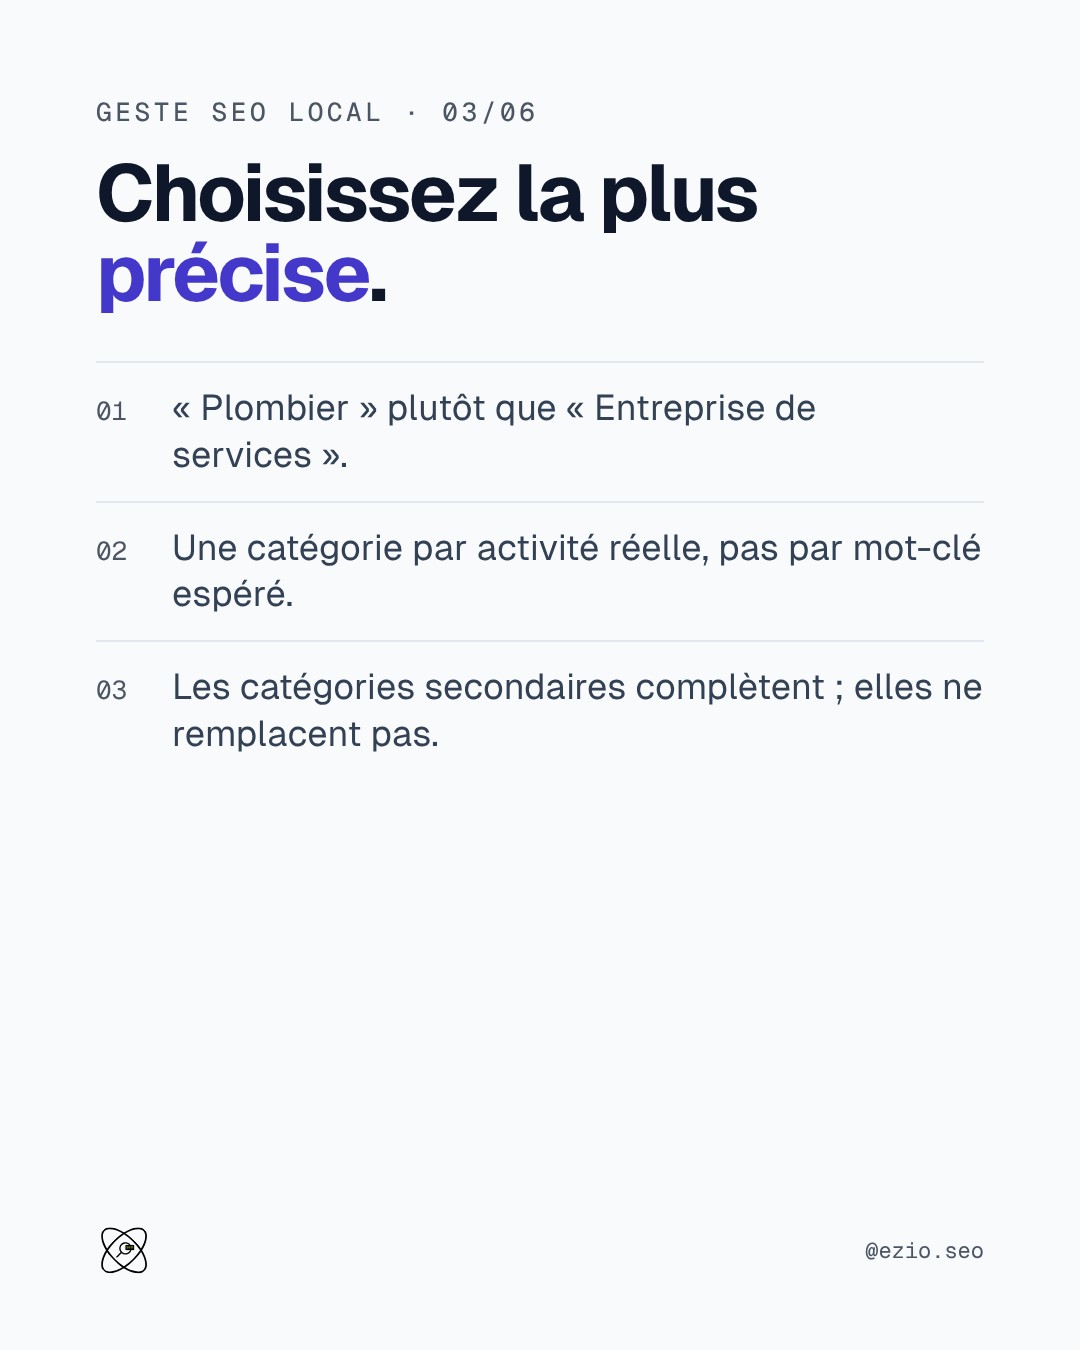 GESTE SEO LOCAL · 03/06
Choisissez la plus
précise.
01 « Plombier » plutôt que « Entreprise de
services ».
02 Une catégorie par activité réelle, pas par mot-clé
espéré.
03 Les catégories secondaires complètent ; elles ne
remplacent pas.
@ezio.seo